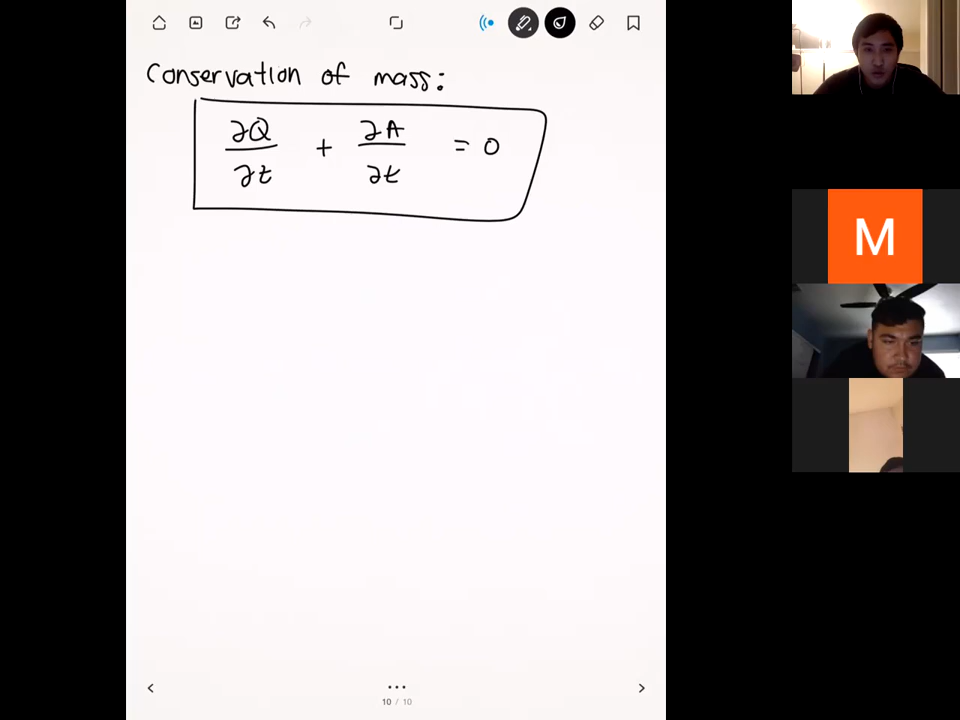 Conservation of mass:
∂Q/∂t + ∂A/∂t = 0
M
10 / 10